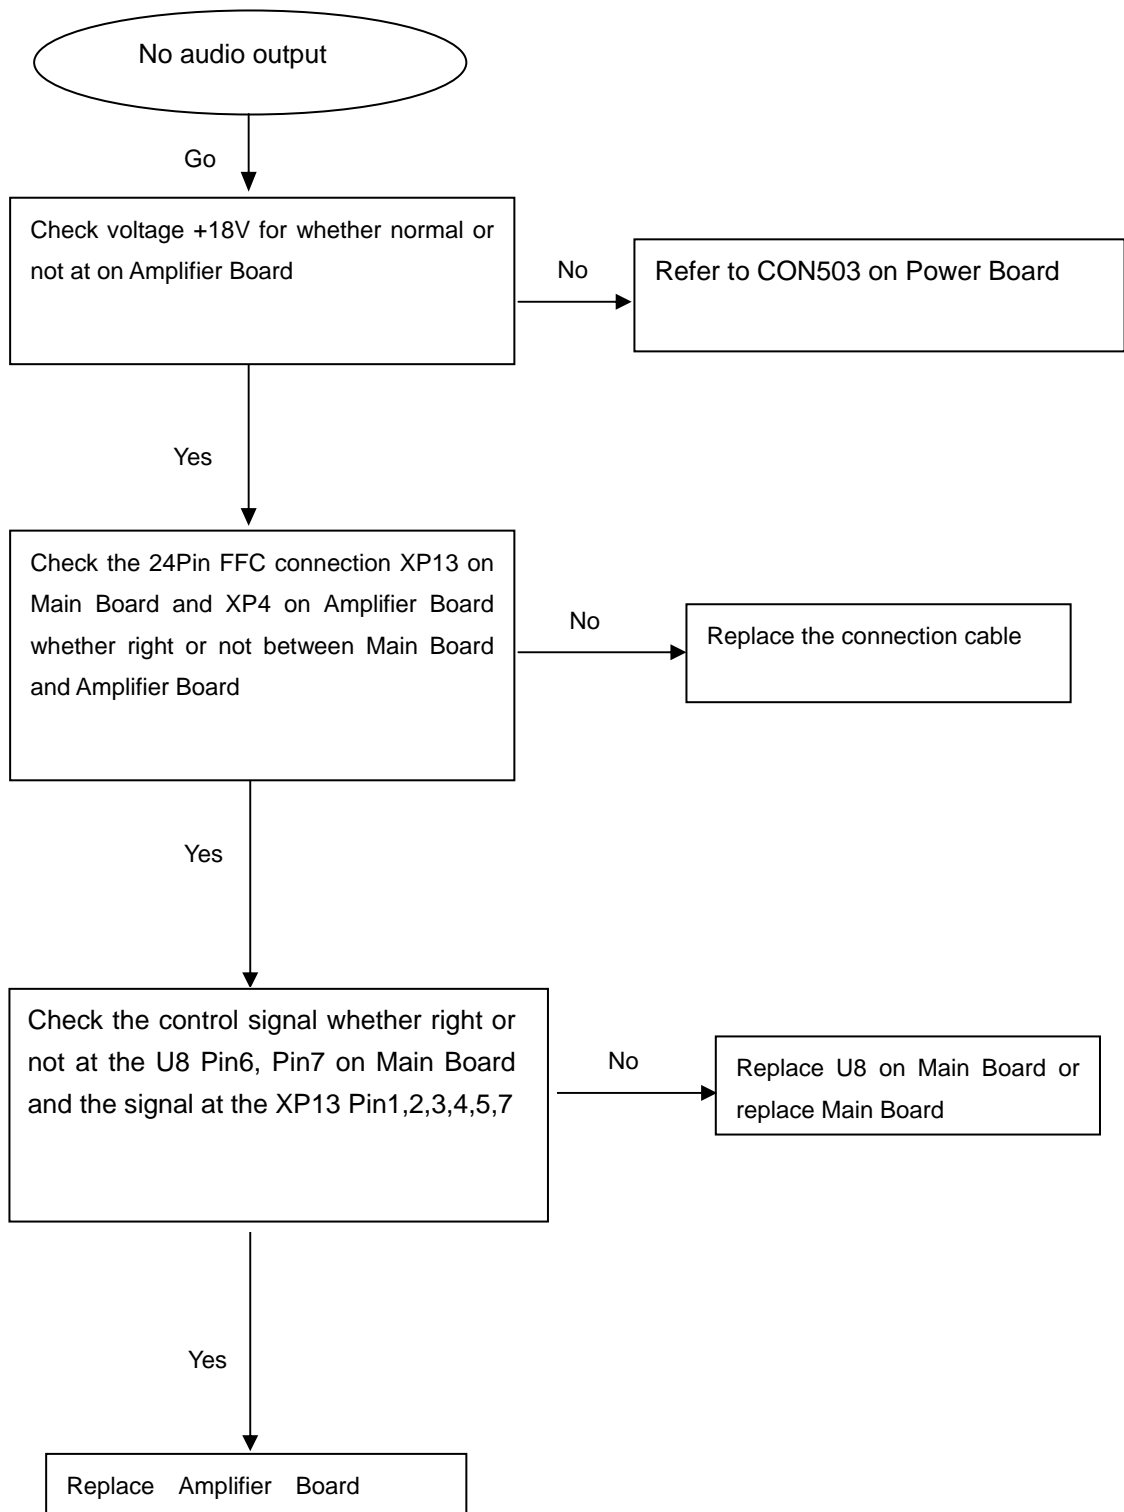 No audio output
Go
Check voltage +18V for whether normal or
not at on Amplifier Board
No
Refer to CON503 on Power Board
Yes
Check the 24Pin FFC connection XP13 on
Main Board and XP4 on Amplifier Board
whether right or not between Main Board
and Amplifier Board
No
Replace the connection cable
Yes
Check the control signal whether right or
not at the U8 Pin6, Pin7 on Main Board
and the signal at the XP13 Pin1,2,3,4,5,7
No
Replace U8 on Main Board or
replace Main Board
Yes
Replace Amplifier Board